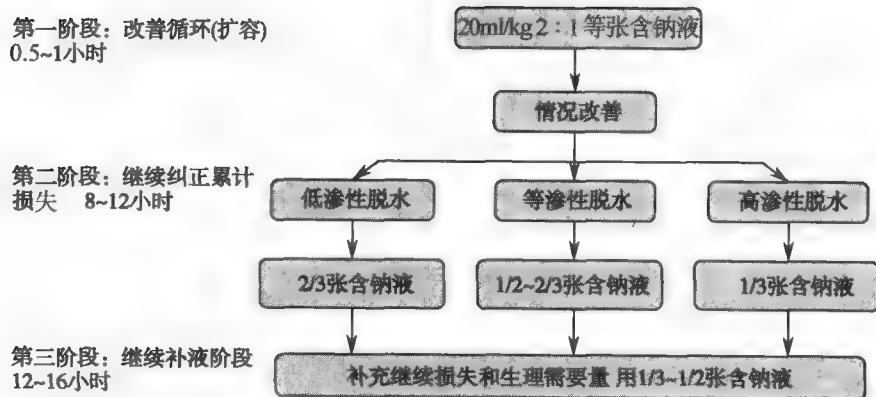 第一阶段：改善循环(扩容)
0.5~1小时
20ml/kg 2：1 等张含钠液
情况改善
第二阶段：继续纠正累计
损失 8~12小时
低渗性脱水
等渗性脱水
高渗性脱水
2/3张含钠液
1/2~2/3张含钠液
1/3张含钠液
第三阶段：继续补液阶段
12~16小时
补充继续损失和生理需要量 用1/3~1/2张含钠液